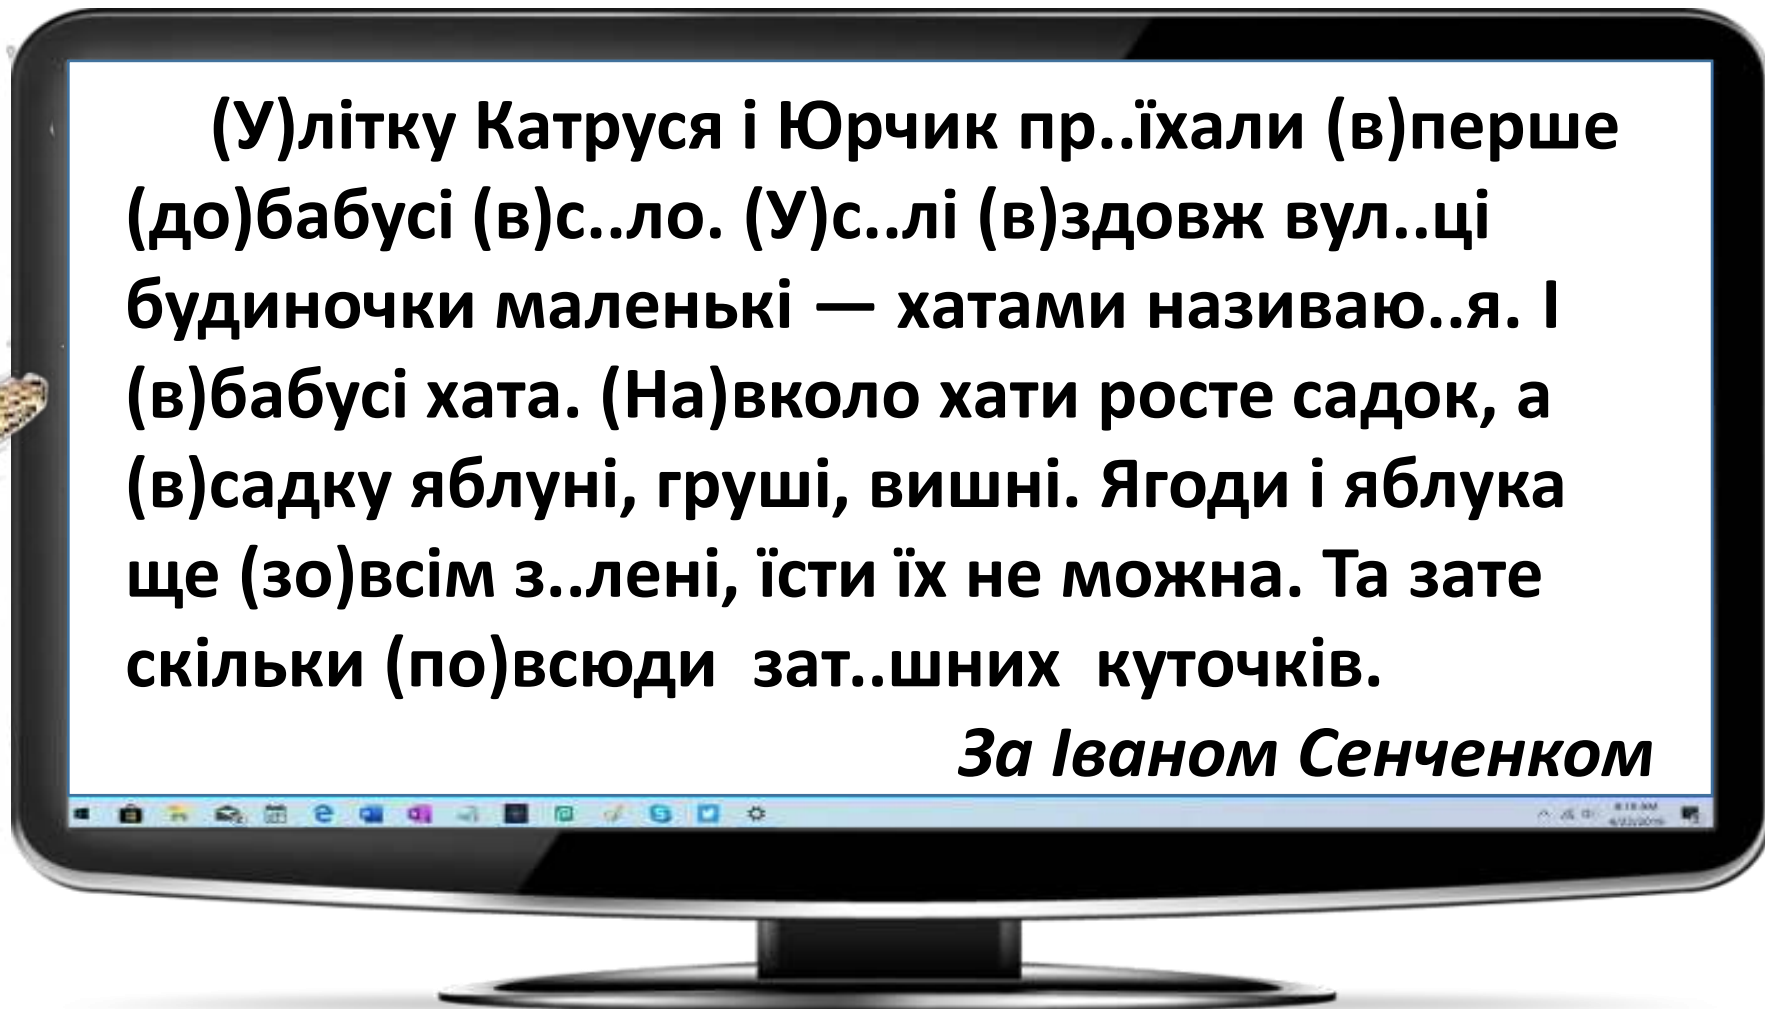 (У)літку Катруся і Юрчик пр..їхали (в)перше
(до)бабусі (в)с..ло. (У)с..лі (в)здовж вул..ці
будиночки маленькі — хатами називаю..я. І
(в)бабусі хата. (На)вколо хати росте садок, а
(в)садку яблуні, груші, вишні. Ягоди і яблука
ще (зо)всім з..лені, їсти їх не можна. Та зате
скільки (по)всюди зат..шних куточків.
За Іваном Сенченком